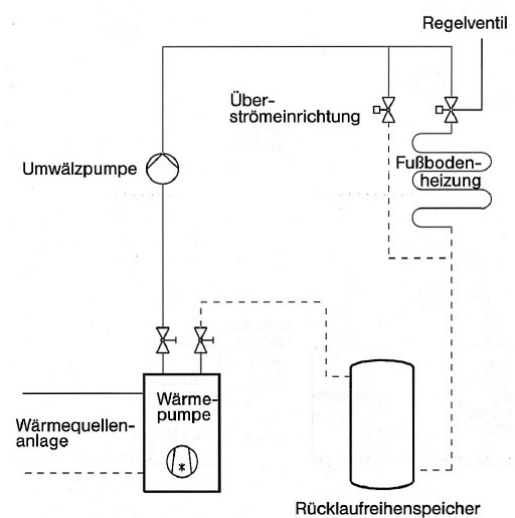 Regelventil
Über-
strömeinrichtung
Umwälzpumpe
Fußboden-
heizung
Wärme-
pumpe
Wärmequellen-
anlage
Rücklaufreihenspeicher